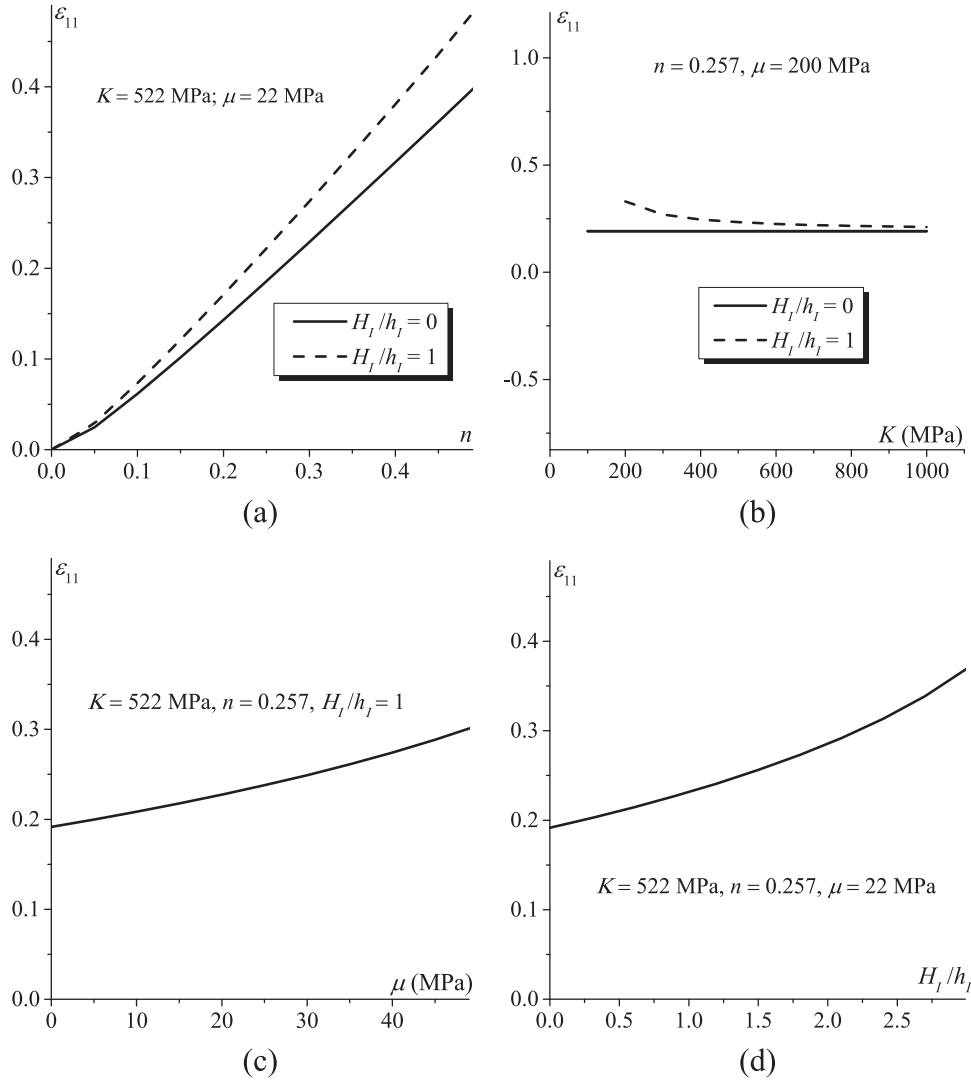 ε11
0.4
0.3
0.2
0.1
0.0
K = 522 MPa; μ = 22 MPa
H_I/h_I = 0
H_I/h_I = 1
n
0.0 0.1 0.2 0.3 0.4
(a)
ε11
1.0
0.5
0.0
-0.5
n = 0.257, μ = 200 MPa
H_I/h_I = 0
H_I/h_I = 1
K (MPa)
200 400 600 800 1000
(b)
ε11
0.4
0.3
0.2
0.1
0.0
K = 522 MPa, n = 0.257, H_I/h_I = 1
μ (MPa)
0 10 20 30 40
(c)
ε11
0.4
0.3
0.2
0.1
0.0
K = 522 MPa, n = 0.257, μ = 22 MPa
H_I/h_I
0.0 0.5 1.0 1.5 2.0 2.5
(d)